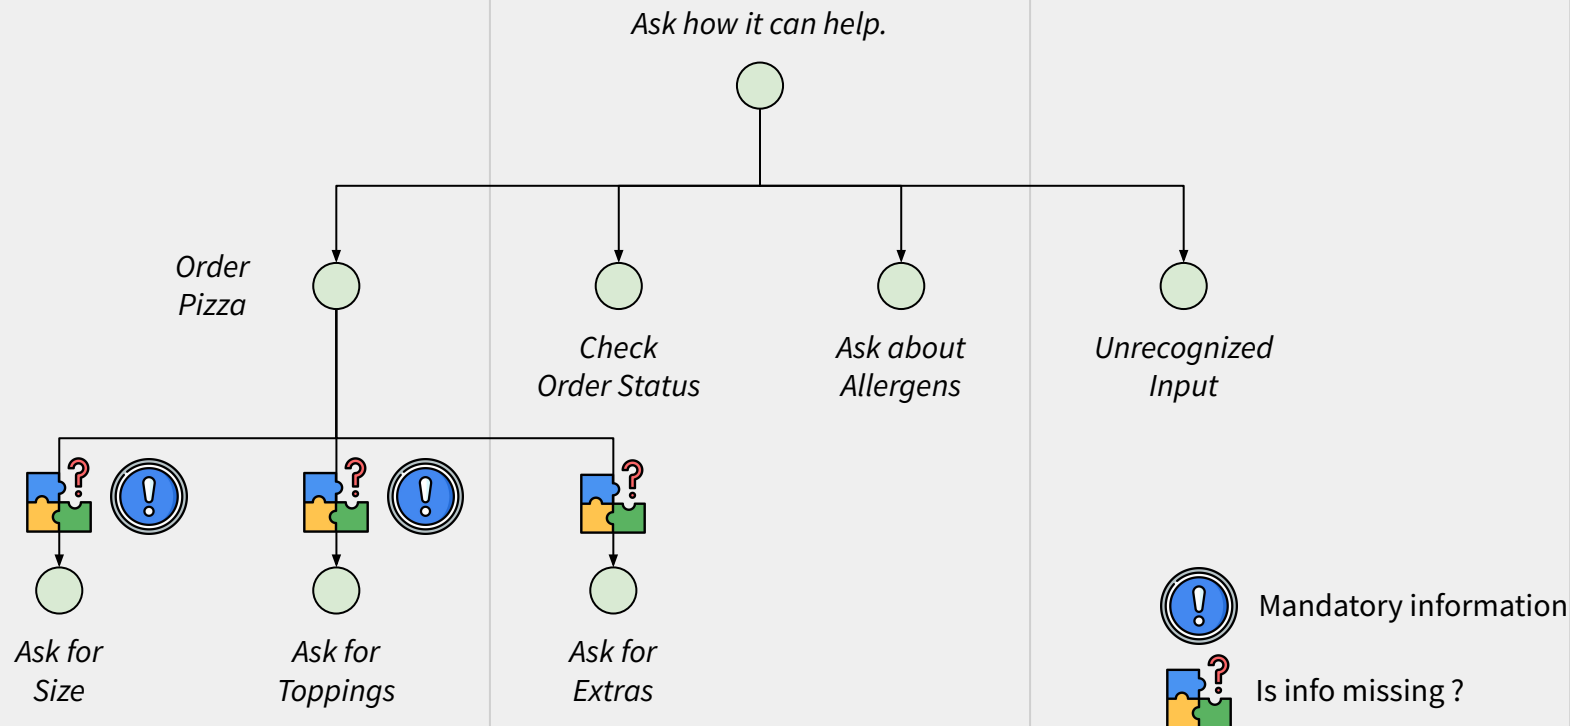 Ask how it can help.
Order
Pizza
Check
Order Status
Ask about
Allergens
Unrecognized
Input
Ask for
Size
Ask for
Toppings
Ask for
Extras
Mandatory information
Is info missing ?